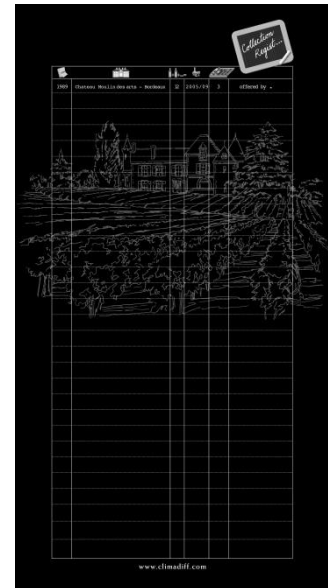 Collection
Regist...
1989 Chateau Moulin des arts - Bordeaux 12 2005/09 3 offered by .
www.climadiff.com